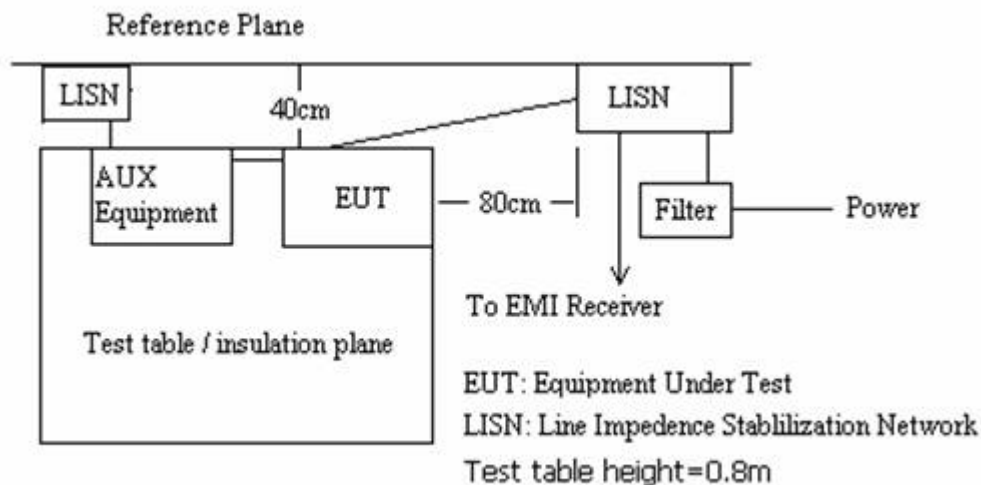 Reference Plane
LISN
40cm
LISN
AUX
Equipment
EUT
80cm
Filter
Power
To EMI Receiver
Test table / insulation plane
EUT: Equipment Under Test
LISN: Line Impedence Stablilization Network
Test table height=0.8m